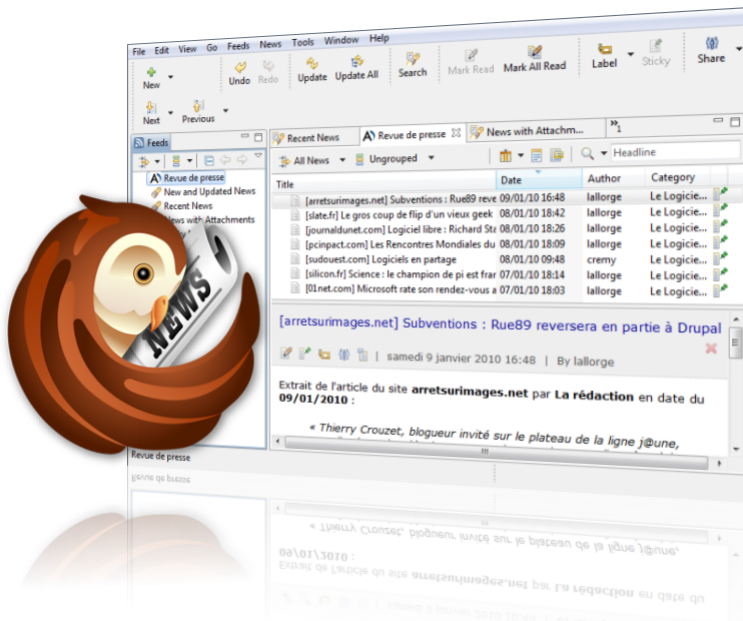 File Edit View Go Feeds News Tools Window Help
New Undo Redo Update Update All Search Mark Read Mark All Read Label Sticky Share
Next Previous
Feeds
Recent News Revue de presse News with Attachm... »1
All News Ungrouped Headline
Revue de presse
New and Updated News
Recent News
News with Attachments
Title Date Author Category
[arretsurimages.net] Subventions : Rue89 reve 09/01/10 16:48 lallorge Le Logicie...
[slate.fr] Le gros coup de flip d'un vieux geek 08/01/10 18:42 lallorge Le Logicie...
[journaldunet.com] Logiciel libre : Richard Sta 08/01/10 18:26 lallorge Le Logicie...
[pcinpact.com] Les Rencontres Mondiales du 08/01/10 18:09 lallorge Le Logicie...
[sudouest.com] Logiciels en partage 08/01/10 09:48 cremy Le Logicie...
[silicon.fr] Science : le champion de pi est frar 07/01/10 18:14 lallorge Le Logicie...
[01net.com] Microsoft rate son rendez-vous a 07/01/10 18:03 lallorge Le Logicie...
NEWS
[arretsurimages.net] Subventions : Rue89 reversera en partie à Drupal
| samedi 9 janvier 2010 16:48 | By lallorge
Extrait de l'article du site arretsurimages.net par La rédaction en date du
09/01/2010 :
« Thierry Crouzet, blogueur invité sur le plateau de la ligne j@une,
Revue de presse